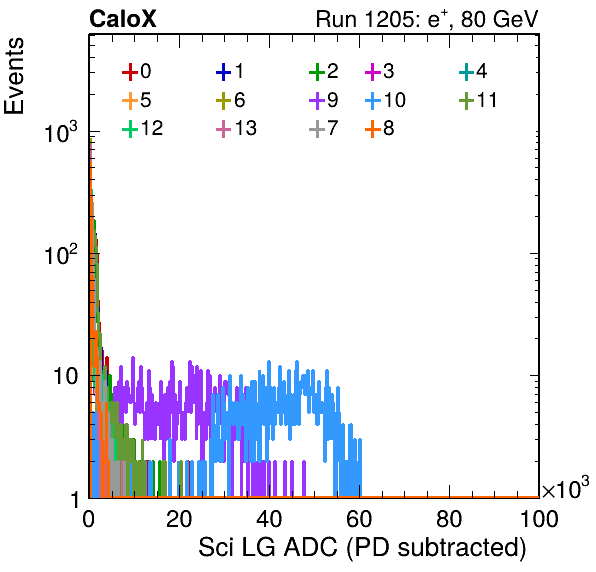 CaloX Run 1205: e⁺, 80 GeV
Events
0 1 2 3 4
5 6 9 10 11
12 13 7 8
10³
10²
10
1
0 20 40 60 80 100
×10³
Sci LG ADC (PD subtracted)